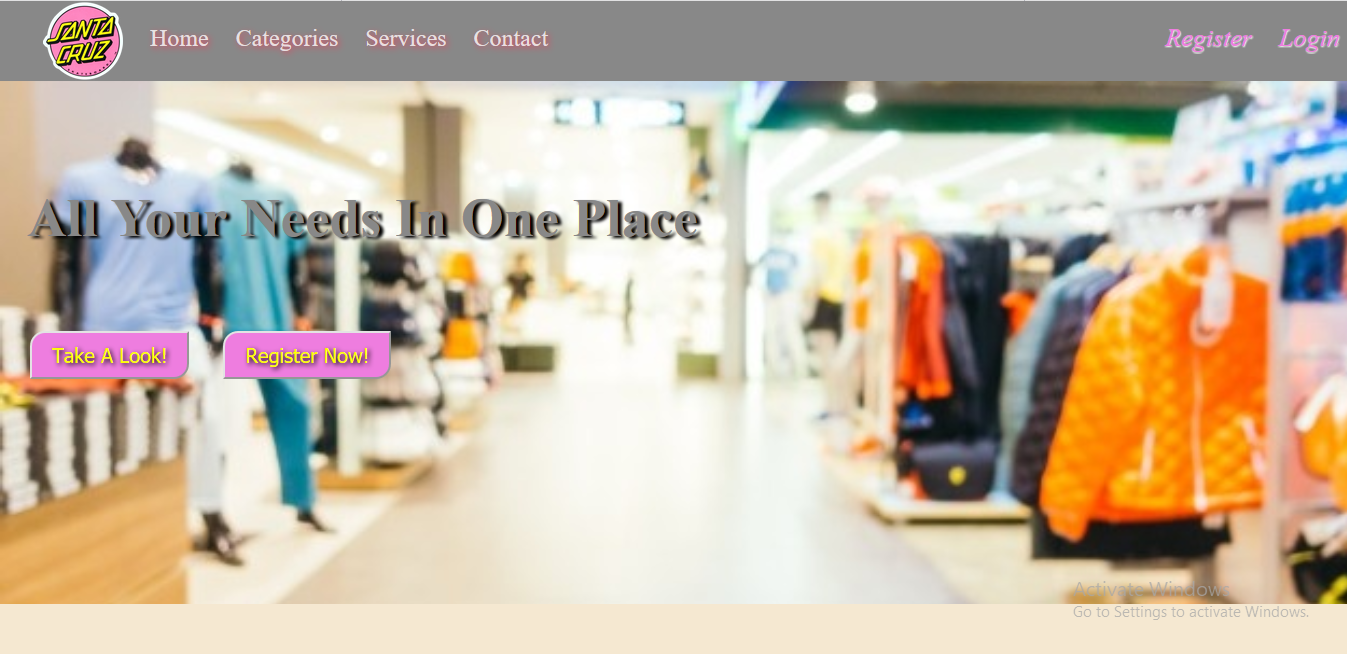 SANTA
CRUZ
Home Categories Services Contact
Register Login
All Your Needs In One Place
Take A Look! Register Now!
Activate Windows
Go to Settings to activate Windows.